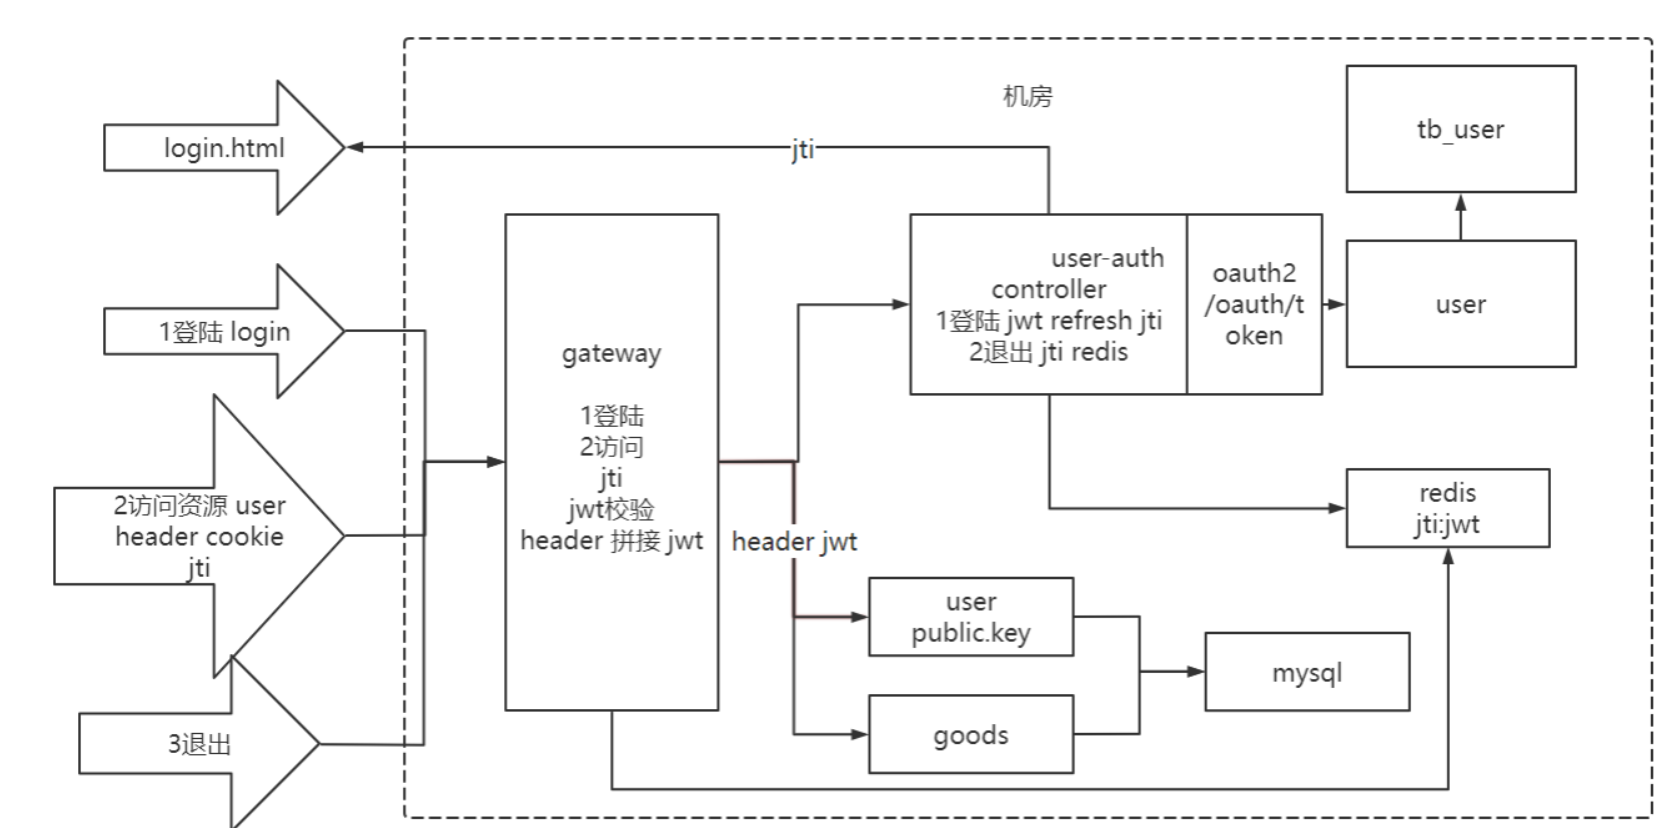 机房
login.html
jti
tb_user
1登陆 login
gateway
1登陆
2访问
jti
jwt校验
header 拼接 jwt
user-auth
controller
1登陆 jwt refresh jti
2退出 jti redis
oauth2
/oauth/t
oken
user
2访问资源 user
header cookie
jti
header jwt
redis
jti:jwt
user
public.key
mysql
3退出
goods